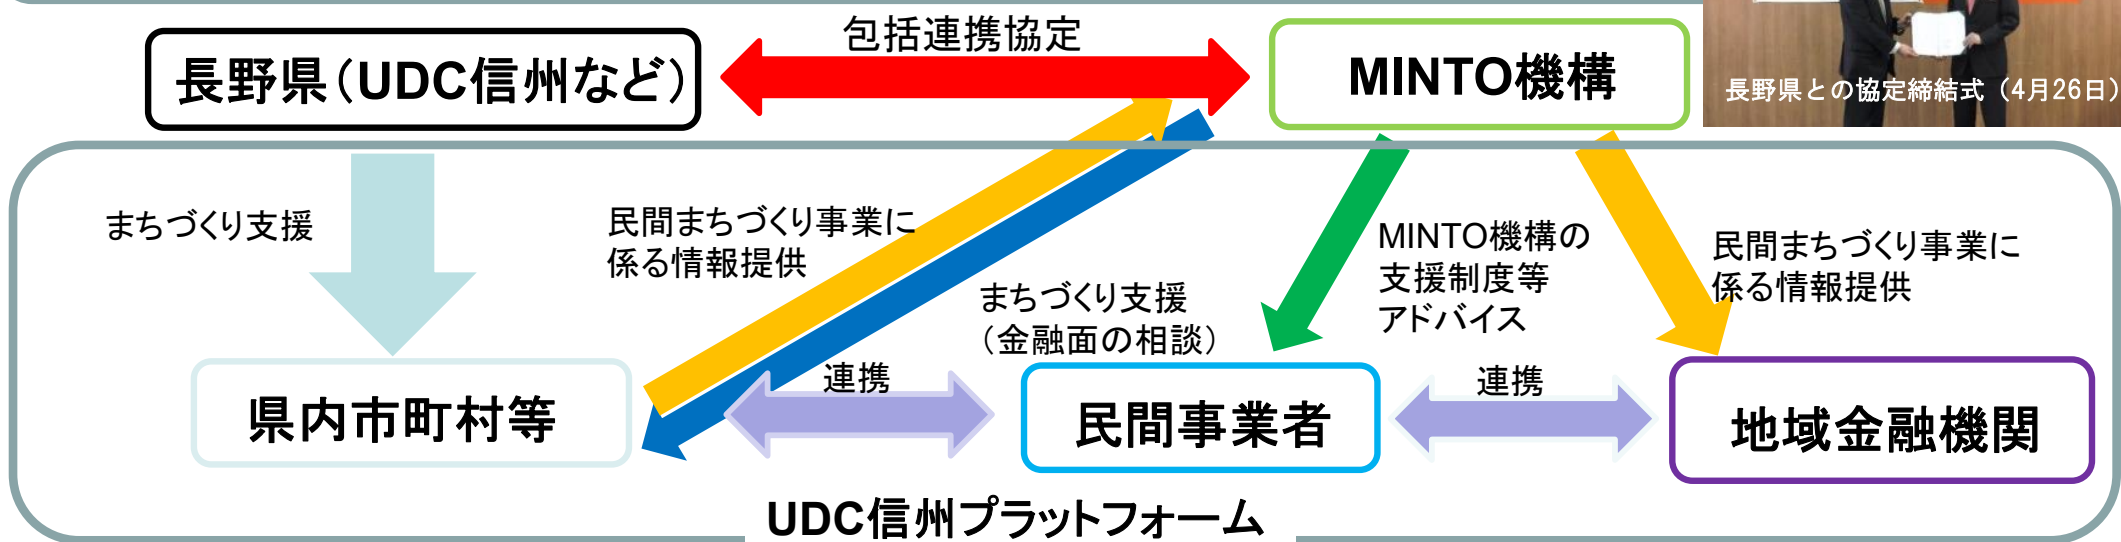 包括連携協定
長野県（UDC信州など）
MINTO機構
長野県との協定締結式（4月26日）
まちづくり支援
民間まちづくり事業に
係る情報提供
まちづくり支援
（金融面の相談）
MINTO機構の
支援制度等
アドバイス
民間まちづくり事業に
係る情報提供
県内市町村等
連携
民間事業者
連携
地域金融機関
UDC信州プラットフォーム